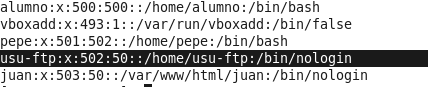 alumno:x:500:500::/home/alumno:/bin/bash
vboxadd:x:493:1::/var/run/vboxadd:/bin/false
pepe:x:501:502::/home/pepe:/bin/bash
usu-ftp:x:502:50::/home/usu-ftp:/bin/nologin
juan:x:503:50::/var/www/html/juan:/bin/nologin